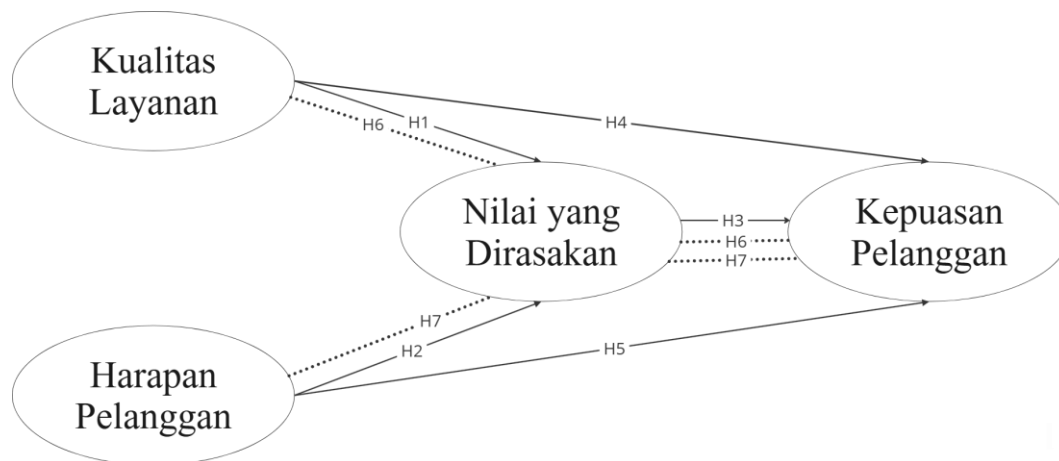 Kualitas
Layanan
H1
H6
H4
Nilai yang
Dirasakan
H3
H6
H7
Kepuasan
Pelanggan
H7
H2
H5
Harapan
Pelanggan